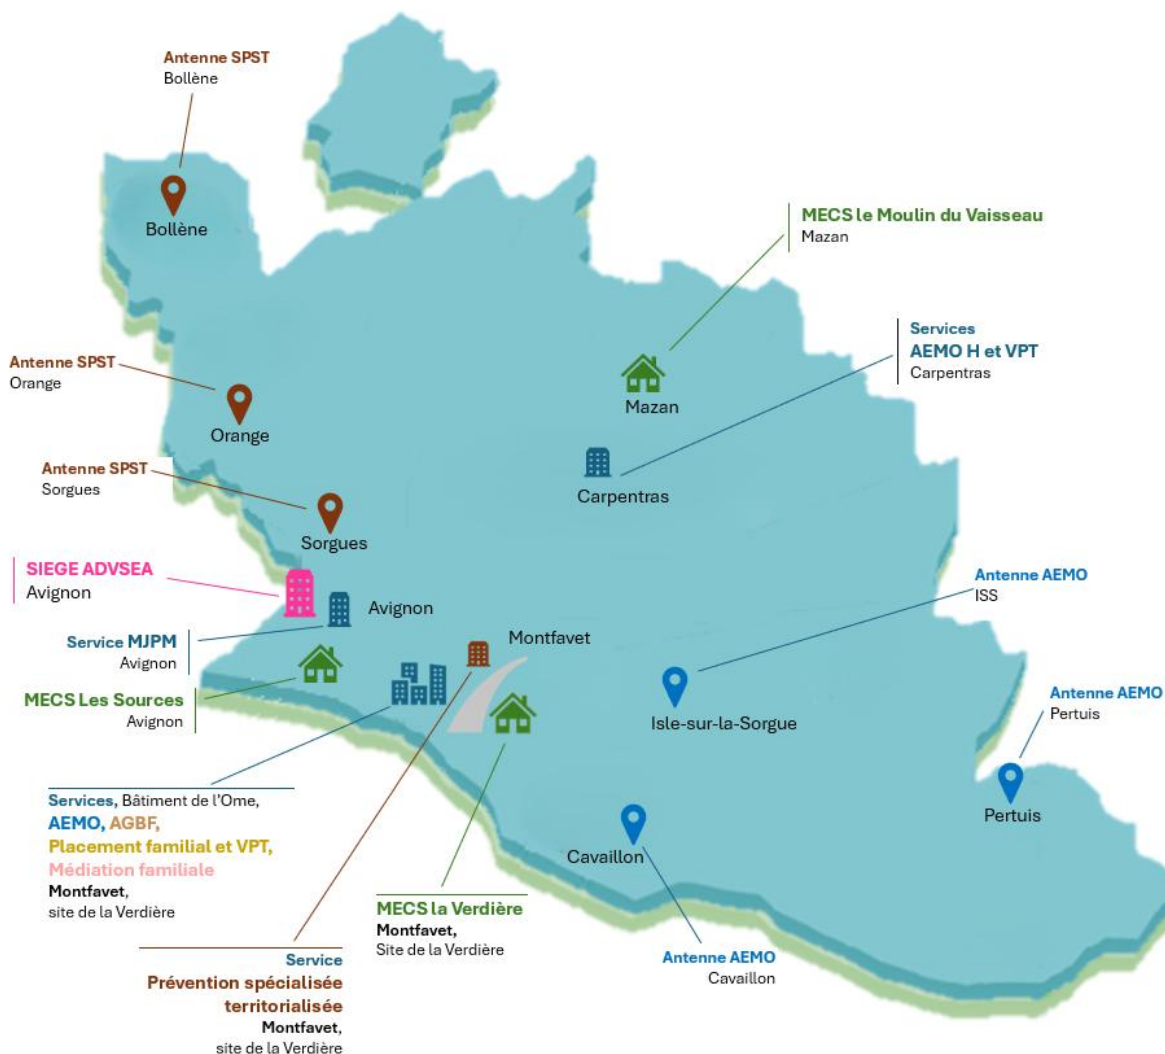 Antenne SPST
Bollène
Bollène
MECS le Moulin du Vaisseau
Mazan
Services
AEMO H et VPT
Carpentras
Antenne SPST
Orange
Orange
Mazan
Antenne SPST
Sorgues
Carpentras
Sorgues
SIEGE ADVSEA
Avignon
Antenne AEMO
ISS
Avignon
Service MJPM
Avignon
Montfavet
MECS Les Sources
Avignon
Isle-sur-la-Sorgue
Antenne AEMO
Pertuis
Pertuis
Services, Bâtiment de l’Ome,
AEMO, AGBF,
Placement familial et VPT,
Médiation familiale
Montfavet,
site de la Verdière
Cavaillon
MECS la Verdière
Montfavet,
Site de la Verdière
Antenne AEMO
Cavaillon
Service
Prévention spécialisée
territorialisée
Montfavet,
site de la Verdière